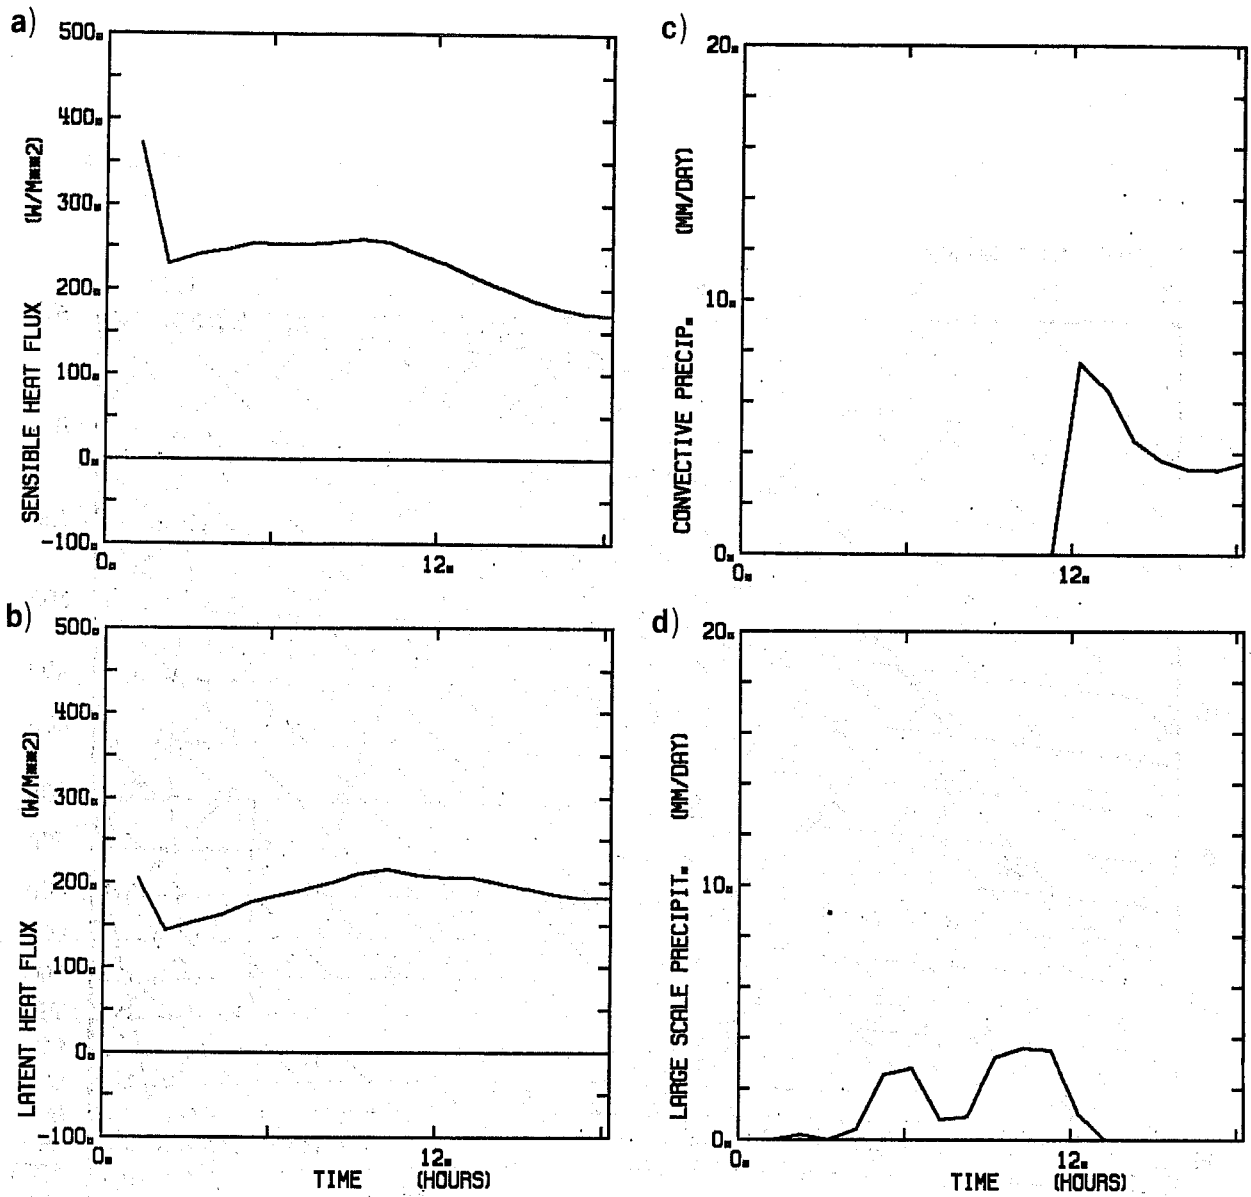 a)
500.
400.
300.
200.
100.
0.
-100.
SENSIBLE HEAT FLUX (W/M**2)
0.
12.
b)
500.
400.
300.
200.
100.
0.
-100.
LATENT HEAT FLUX (W/M**2)
0.
12.
TIME (HOURS)
c)
20.
10.
0.
CONVECTIVE PRECIP. (MM/DAY)
0.
12.
d)
20.
10.
0.
LARGE SCALE PRECIPIT. (MM/DAY)
0.
12.
TIME (HOURS)